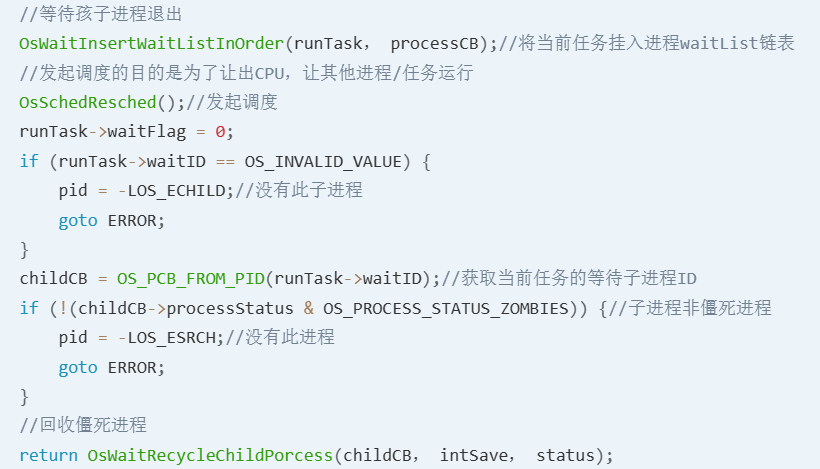 //等待孩子进程退出
OsWaitInsertWaitListInOrder(runTask, processCB);//将当前任务挂入进程waitList链表
//发起调度的目的是为了让出CPU，让其他进程/任务运行
OsSchedResched();//发起调度
runTask->waitFlag = 0;
if (runTask->waitID == OS_INVALID_VALUE) {
    pid = -LOS_ECHILD;//没有此子进程
    goto ERROR;
}
childCB = OS_PCB_FROM_PID(runTask->waitID);//获取当前任务的等待子进程ID
if (!(childCB->processStatus & OS_PROCESS_STATUS_ZOMBIES)) {//子进程非僵死进程
    pid = -LOS_ESRCH;//没有此进程
    goto ERROR;
}
//回收僵死进程
return OsWaitRecycleChildPorcess(childCB, intSave, status);